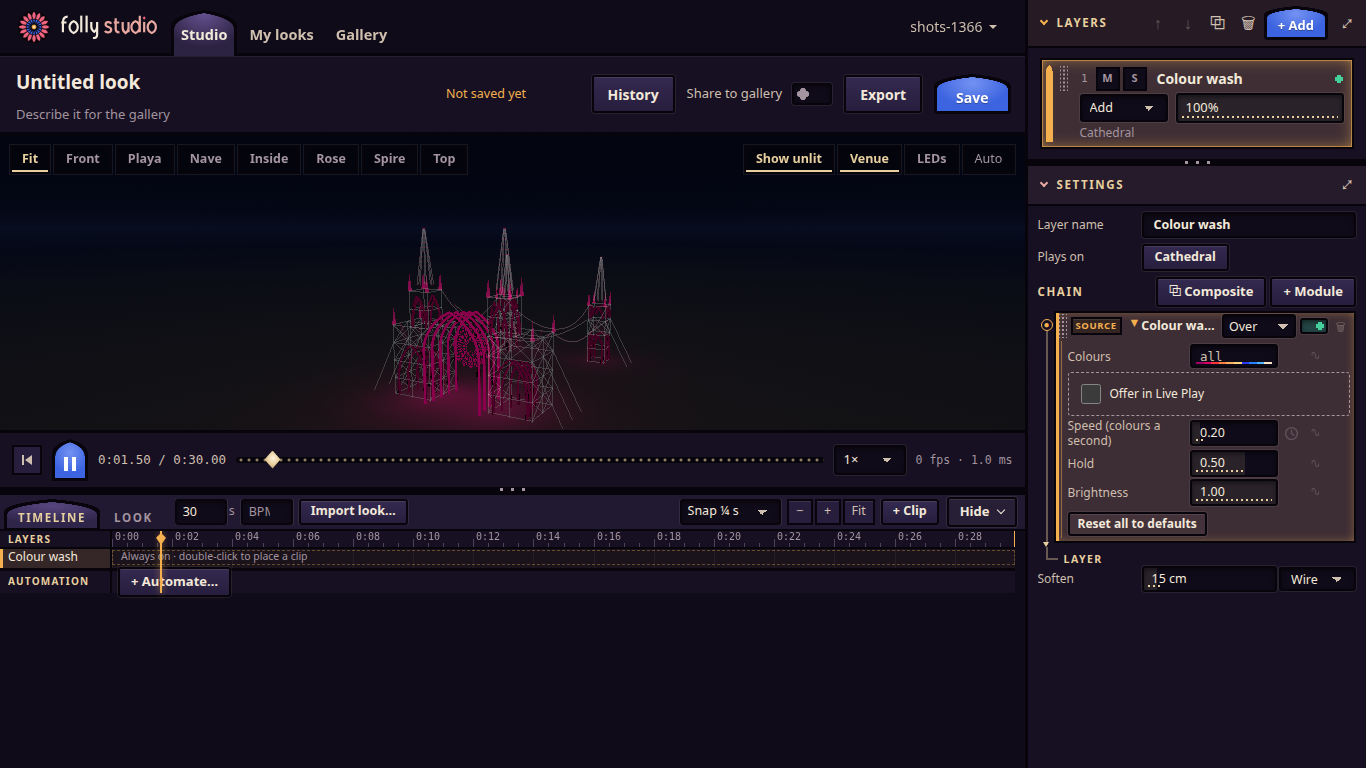 folly studio
Studio
My looks
Gallery
shots-1366
Untitled look
Describe it for the gallery
Not saved yet
History
Share to gallery
Export
Save
Fit
Front
Playa
Nave
Inside
Rose
Spire
Top
Show unlit
Venue
LEDs
Auto
0:01.50 / 0:30.00
1×
0 fps · 1.0 ms
TIMELINE
LOOK
30
s
BPM
Import look...
Snap ¼ s
−
+
Fit
+ Clip
Hide
LAYERS
0:00
0:02
0:04
0:06
0:08
0:10
0:12
0:14
0:16
0:18
0:20
0:22
0:24
0:26
0:28
Colour wash
Always on · double-click to place a clip
AUTOMATION
+ Automate...
LAYERS
↑
↓
+ Add
1
M
S
Colour wash
Add
100%
Cathedral
SETTINGS
Layer name
Colour wash
Plays on
Cathedral
CHAIN
Composite
+ Module
SOURCE
Colour wa...
Over
Colours
all
Offer in Live Play
Speed (colours a
second)
0.20
Hold
0.50
Brightness
1.00
Reset all to defaults
LAYER
Soften
15 cm
Wire